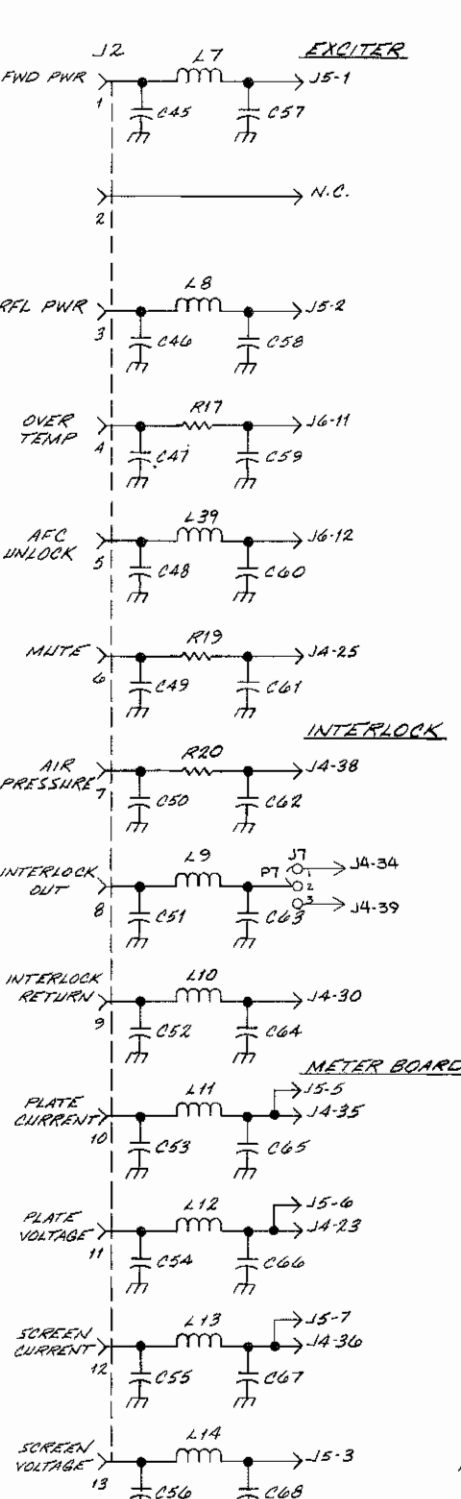 J2 L7 EXCITER
FWD PWR J5-1
1 C45 C57
N.C.
2
L8
RFL PWR J5-2
3 C46 C58
R17
OVER J6-11
TEMP
4 C47 C59
L39
AFC J6-12
UNLOCK
5 C48 C60
R19
MUTE J4-25
6 C49 C61
INTERLOCK
R20
AIR J4-38
PRESSURE
7 C50 C62
L9 J7
INTERLOCK P7 1 J4-34
OUT 2
8 C51 C63 3 J4-39
L10
INTERLOCK
RETURN J4-30
9 C52 C64
METER BOARD
L11 J5-5
PLATE J4-35
CURRENT
10 C53 C65
L12 J5-6
PLATE J4-23
VOLTAGE
11 C54 C66
L13 J5-7
SCREEN J4-36
CURRENT
12 C55 C67
L14
SCREEN J5-3
VOLTAGE
13 C56 C68